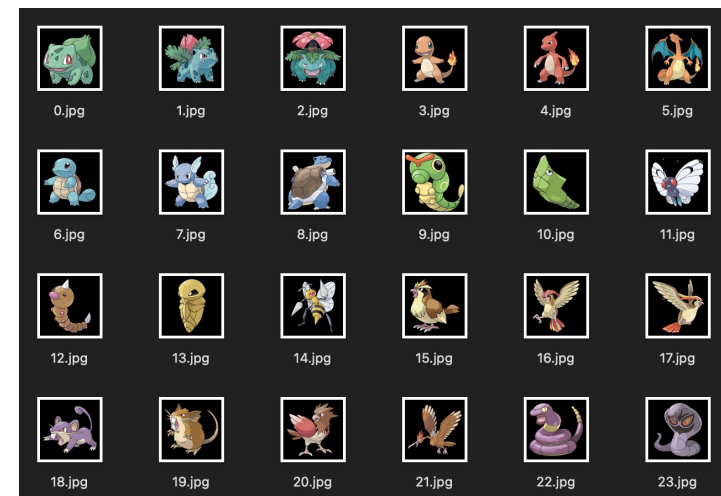 0.jpg 1.jpg 2.jpg 3.jpg 4.jpg 5.jpg
6.jpg 7.jpg 8.jpg 9.jpg 10.jpg 11.jpg
12.jpg 13.jpg 14.jpg 15.jpg 16.jpg 17.jpg
18.jpg 19.jpg 20.jpg 21.jpg 22.jpg 23.jpg